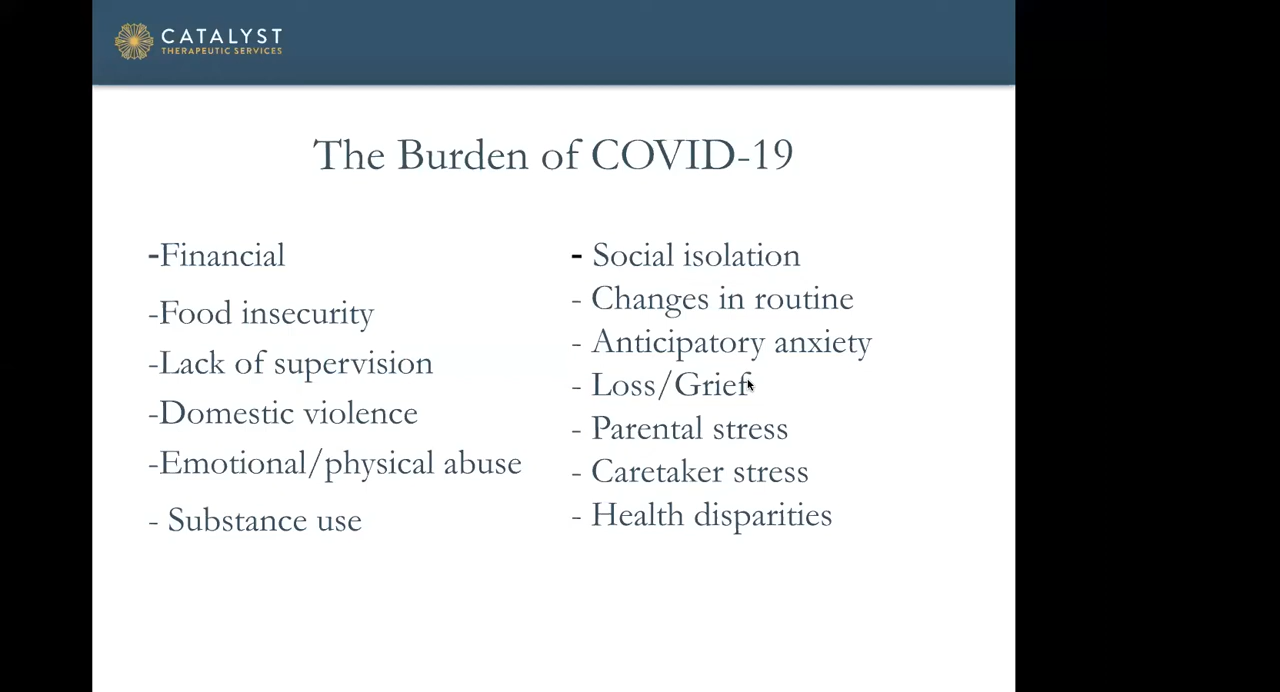 CATALYST
THERAPEUTIC SERVICES
The Burden of COVID-19
-Financial
-Food insecurity
-Lack of supervision
-Domestic violence
-Emotional/physical abuse
- Substance use
- Social isolation
- Changes in routine
- Anticipatory anxiety
- Loss/Grief
- Parental stress
- Caretaker stress
- Health disparities